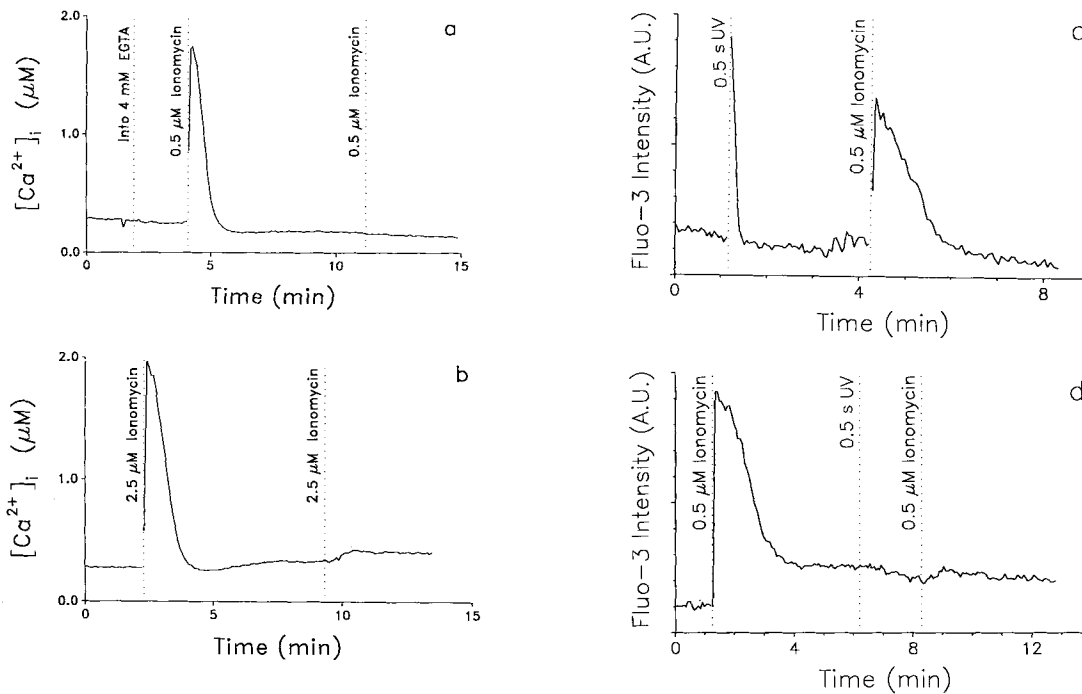 a
[Ca²⁺]ᵢ (μM)
2.0
1.0
0.0
Into 4 mM EGTA
0.5 μM Ionomycin
0.5 μM Ionomycin
0
5
10
15
Time (min)
b
[Ca²⁺]ᵢ (μM)
2.0
1.0
0.0
2.5 μM Ionomycin
2.5 μM Ionomycin
0
5
10
15
Time (min)
Fluo-3 Intensity (A.U.)
0.5 s UV
0.5 μM Ionomycin
0
4
8
Time (min)
d
Fluo-3 Intensity (A.U.)
0.5 μM Ionomycin
0.5 s UV
0.5 μM Ionomycin
0
4
8
12
Time (min)